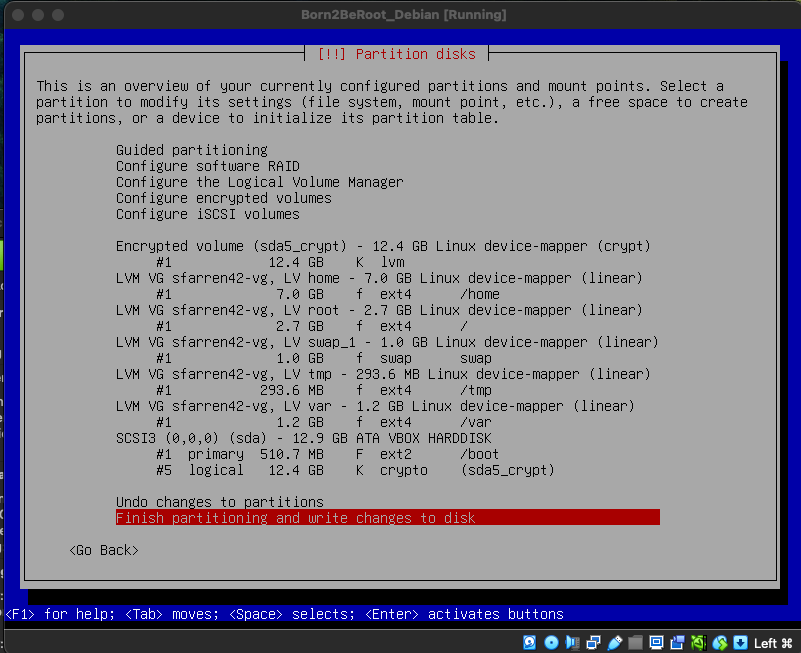 Born2BeRoot_Debian [Running]
[!!] Partition disks
This is an overview of your currently configured partitions and mount points. Select a
partition to modify its settings (file system, mount point, etc.), a free space to create
partitions, or a device to initialize its partition table.
Guided partitioning
Configure software RAID
Configure the Logical Volume Manager
Configure encrypted volumes
Configure iSCSI volumes
Encrypted volume (sda5_crypt) - 12.4 GB Linux device-mapper (crypt)
#1 12.4 GB K lvm
LVM VG sfarren42-vg, LV home - 7.0 GB Linux device-mapper (linear)
#1 7.0 GB f ext4 /home
LVM VG sfarren42-vg, LV root - 2.7 GB Linux device-mapper (linear)
#1 2.7 GB f ext4 /
LVM VG sfarren42-vg, LV swap_1 - 1.0 GB Linux device-mapper (linear)
#1 1.0 GB f swap swap
LVM VG sfarren42-vg, LV tmp - 293.6 MB Linux device-mapper (linear)
#1 293.6 MB f ext4 /tmp
LVM VG sfarren42-vg, LV var - 1.2 GB Linux device-mapper (linear)
#1 1.2 GB f ext4 /var
SCSI3 (0,0,0) (sda) - 12.9 GB ATA VBOX HARDDISK
#1 primary 510.7 MB F ext2 /boot
#5 logical 12.4 GB K crypto (sda5_crypt)
Undo changes to partitions
Finish partitioning and write changes to disk
<Go Back>
<F1> for help; <Tab> moves; <Space> selects; <Enter> activates buttons
Left ⌘